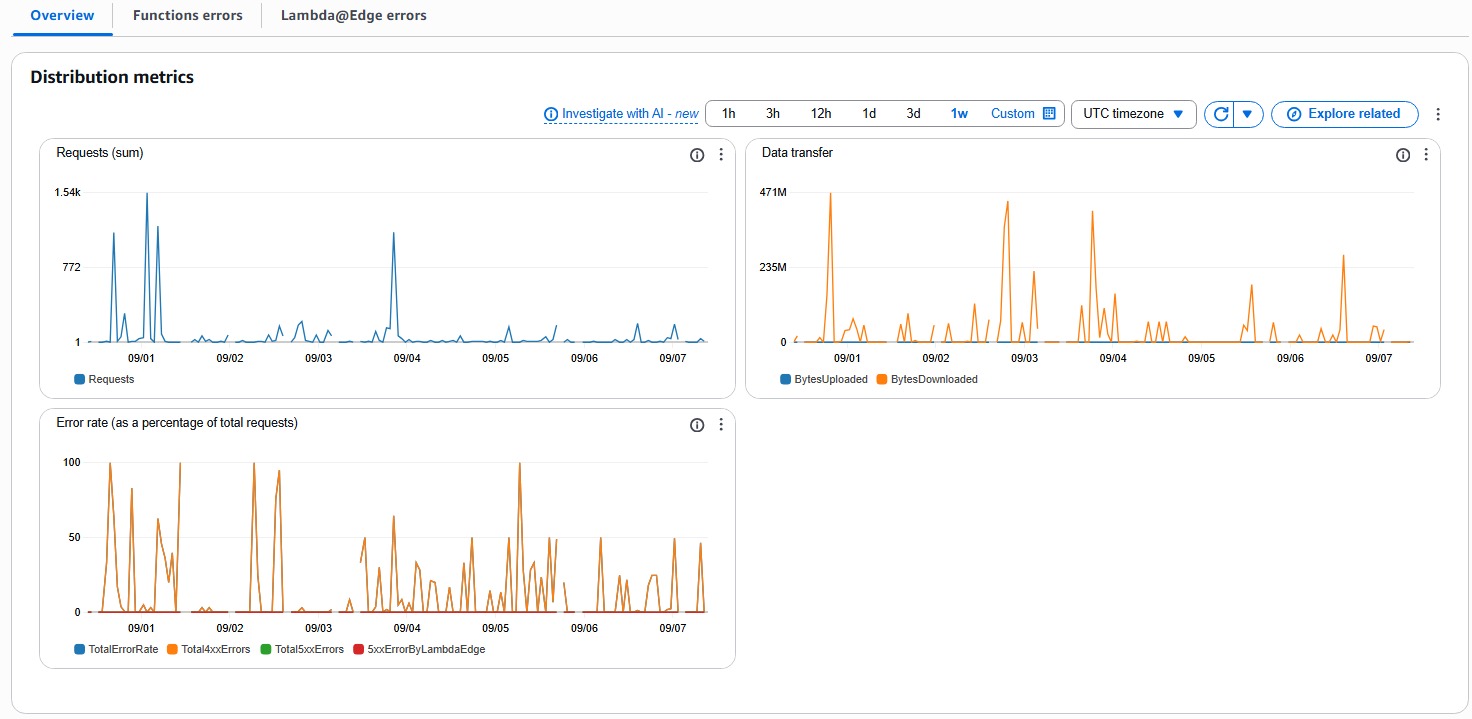 Overview Functions errors Lambda@Edge errors
Distribution metrics
Investigate with AI - new 1h 3h 12h 1d 3d 1w Custom UTC timezone Explore related
Requests (sum)
1.54k
772
1
09/01 09/02 09/03 09/04 09/05 09/06 09/07
Requests
Data transfer
471M
235M
0
09/01 09/02 09/03 09/04 09/05 09/06 09/07
BytesUploaded BytesDownloaded
Error rate (as a percentage of total requests)
100
50
0
09/01 09/02 09/03 09/04 09/05 09/06 09/07
TotalErrorRate Total4xxErrors Total5xxErrors 5xxErrorByLambdaEdge